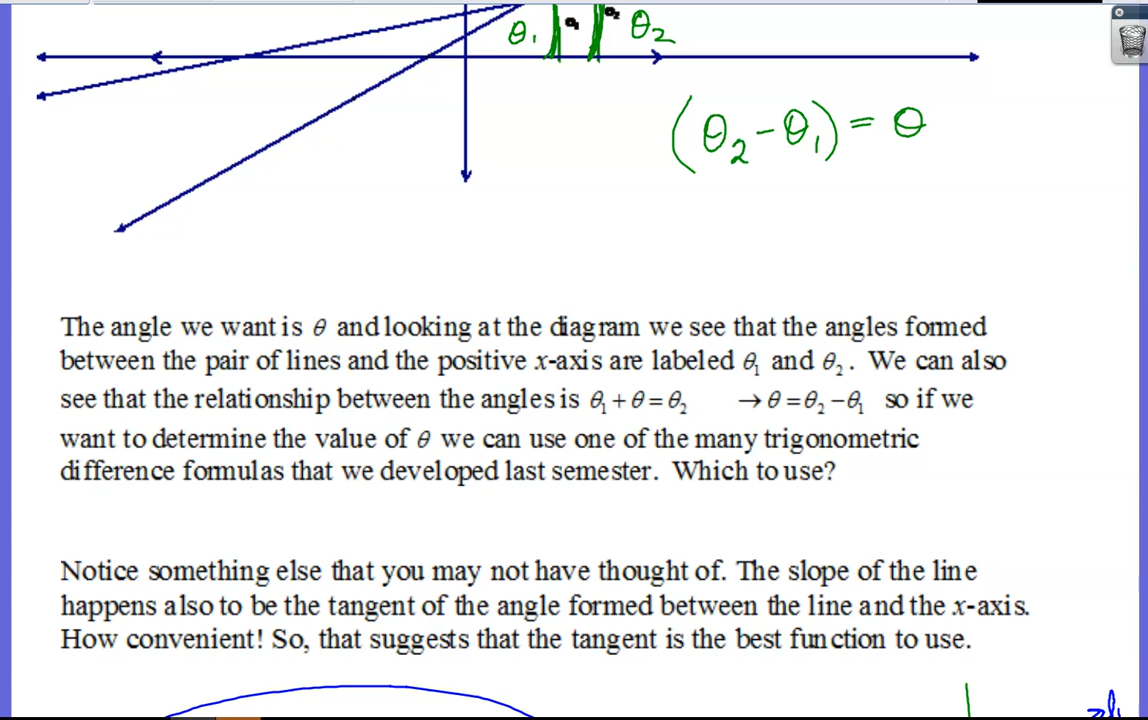 θ₁ θ₁ θ₂ θ₂
(θ₂ - θ₁) = θ
The angle we want is θ and looking at the diagram we see that the angles formed
between the pair of lines and the positive x-axis are labeled θ₁ and θ₂. We can also
see that the relationship between the angles is θ₁ + θ = θ₂ → θ = θ₂ – θ₁ so if we
want to determine the value of θ we can use one of the many trigonometric
difference formulas that we developed last semester. Which to use?
Notice something else that you may not have thought of. The slope of the line
happens also to be the tangent of the angle formed between the line and the x-axis.
How convenient! So, that suggests that the tangent is the best function to use.